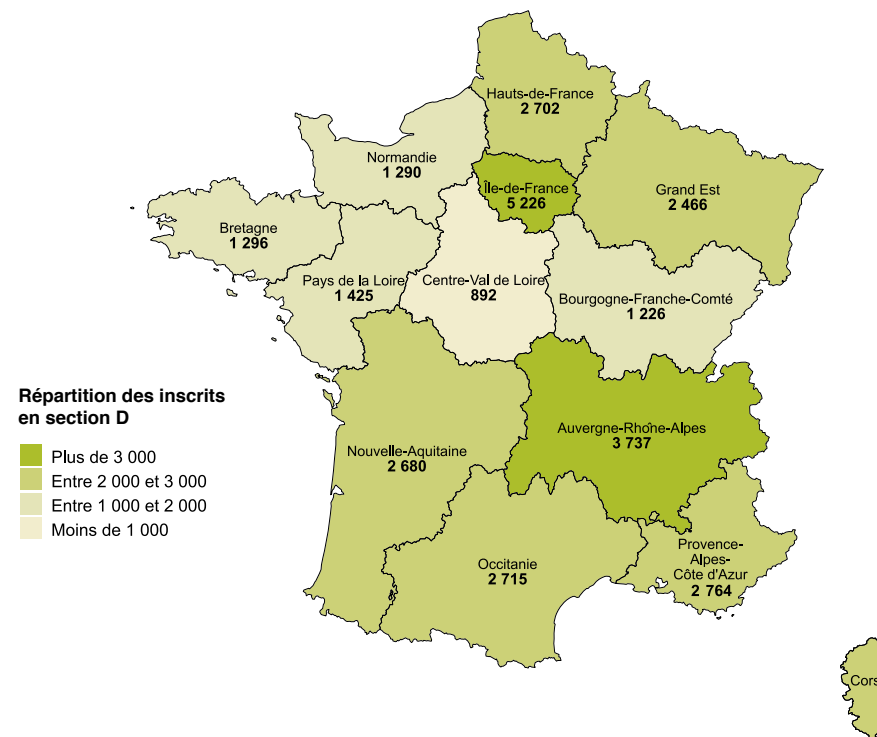 Hauts-de-France
2 702
Normandie
1 290
Île-de-France
5 226
Grand Est
2 466
Bretagne
1 296
Pays de la Loire
1 425
Centre-Val de Loire
892
Bourgogne-Franche-Comté
1 226
Répartition des inscrits
en section D
Plus de 3 000
Entre 2 000 et 3 000
Entre 1 000 et 2 000
Moins de 1 000
Auvergne-Rhône-Alpes
3 737
Nouvelle-Aquitaine
2 680
Occitanie
2 715
Provence-
Alpes-
Côte d'Azur
2 764
Cors